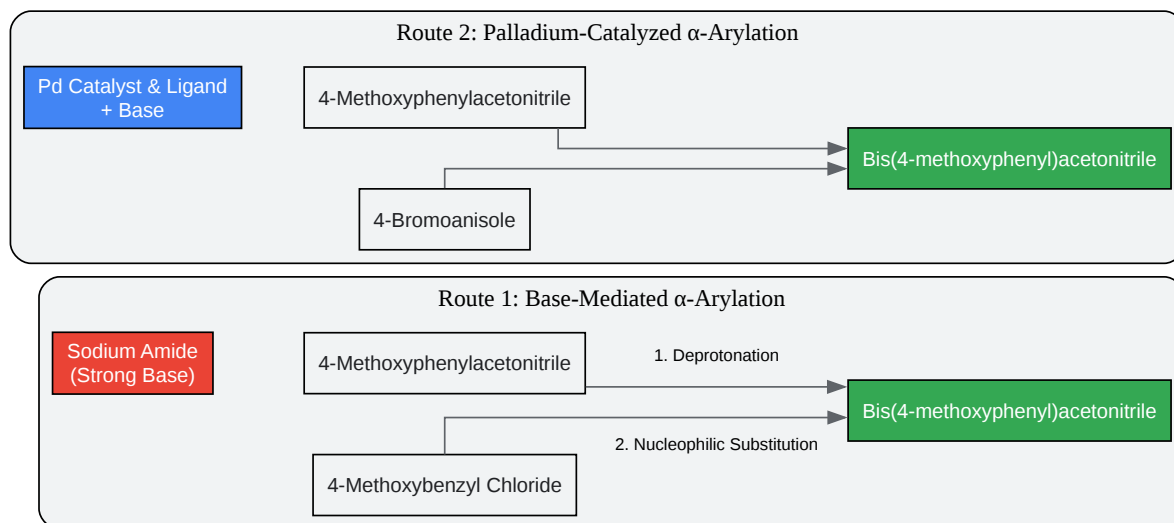 Route 2: Palladium-Catalyzed α-Arylation
Pd Catalyst & Ligand
+ Base
4-Methoxyphenylacetonitrile
Bis(4-methoxyphenyl)acetonitrile
4-Bromoanisole
Route 1: Base-Mediated α-Arylation
Sodium Amide
(Strong Base)
4-Methoxyphenylacetonitrile
1. Deprotonation
Bis(4-methoxyphenyl)acetonitrile
2. Nucleophilic Substitution
4-Methoxybenzyl Chloride